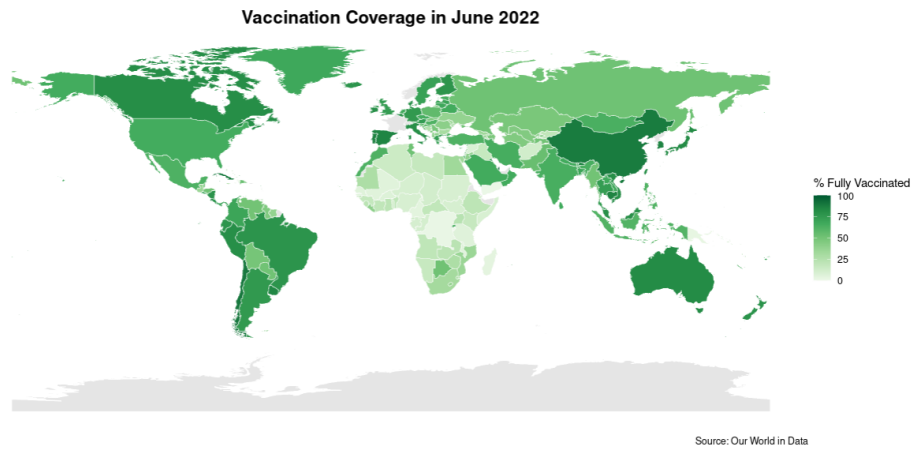 Vaccination Coverage in June 2022
% Fully Vaccinated
100
75
50
25
0
Source: Our World in Data